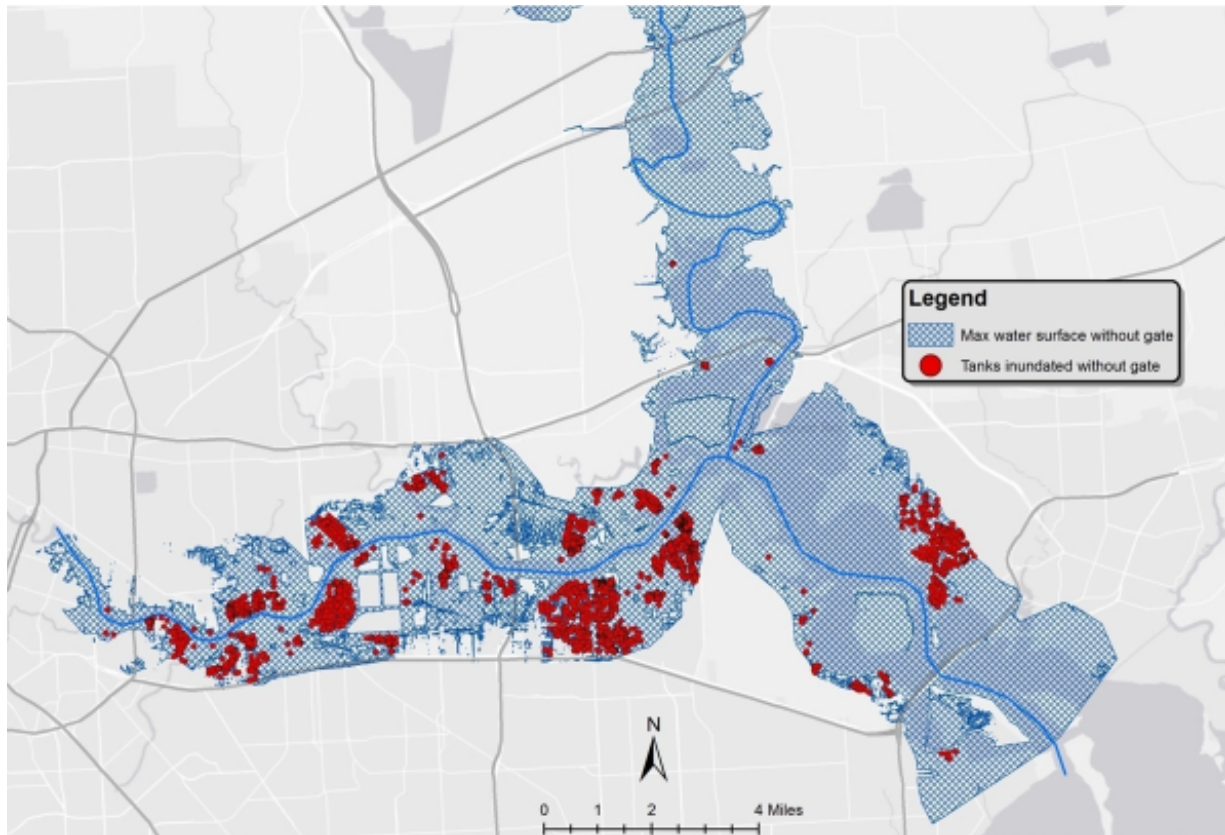 Legend
Max water surface without gate
Tanks inundated without gate
N
0 1 2 4 Miles